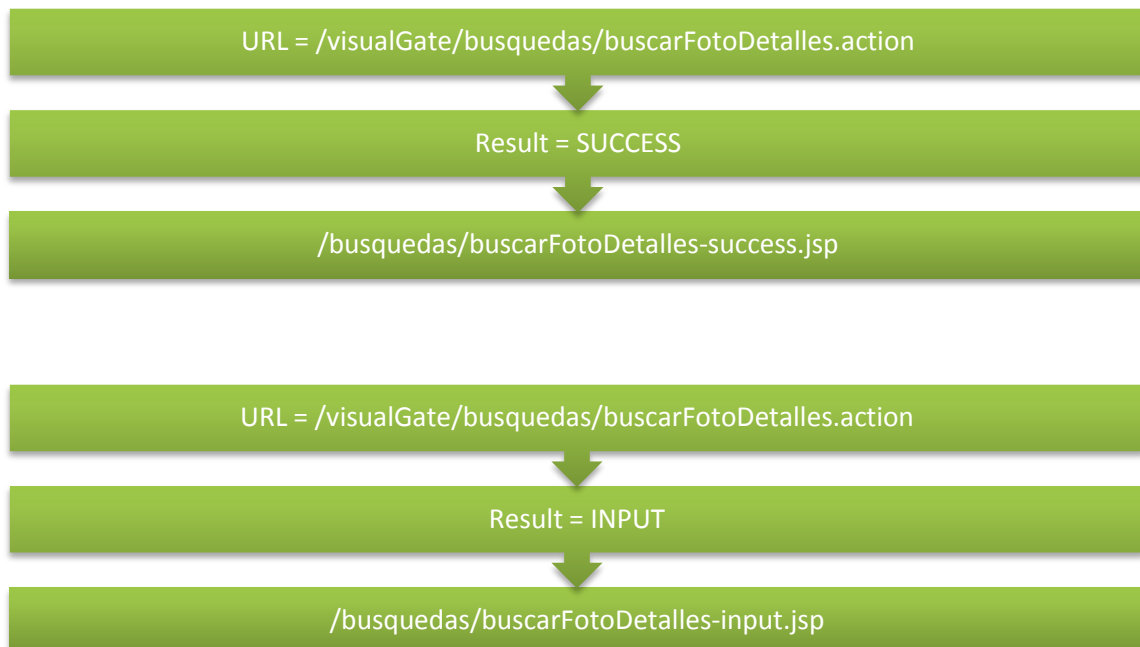 URL = /visualGate/busquedas/buscarFotoDetalles.action
Result = SUCCESS
/busquedas/buscarFotoDetalles-success.jsp
URL = /visualGate/busquedas/buscarFotoDetalles.action
Result = INPUT
/busquedas/buscarFotoDetalles-input.jsp